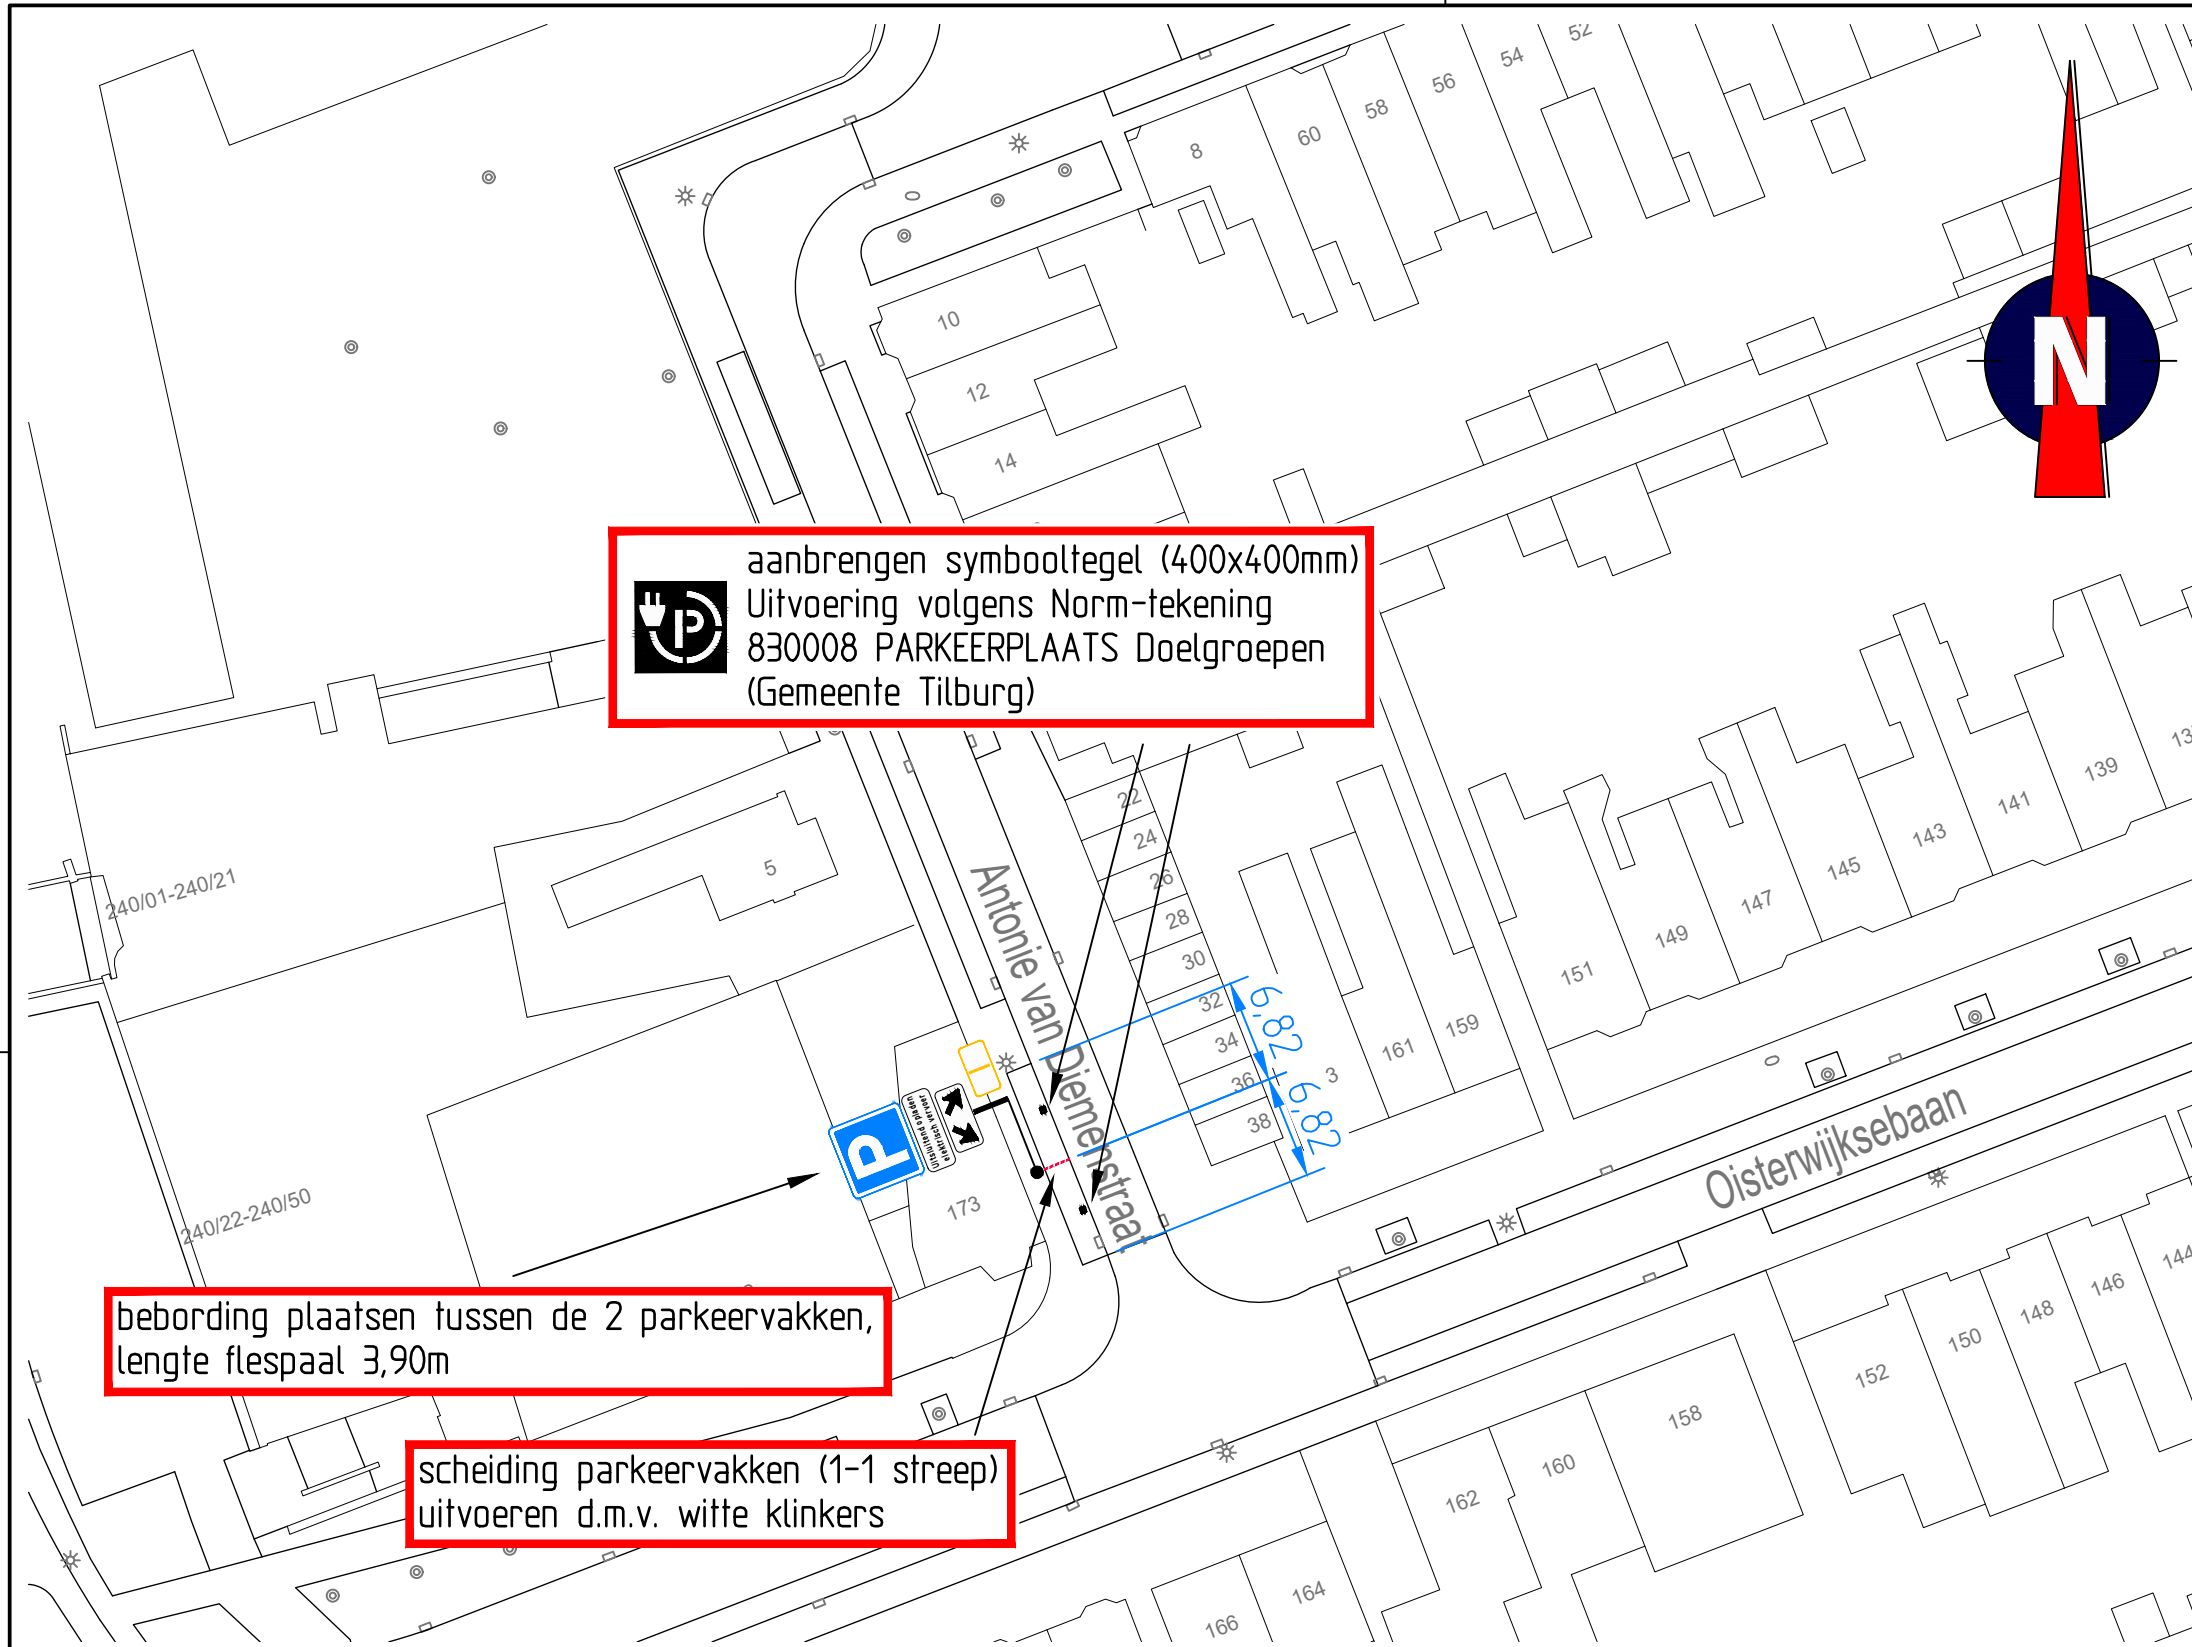 52
54
56
58
60
8
10
12
14
N
aanbrengen symbooltegel (400x400mm)
Uitvoering volgens Norm-tekening
830008 PARKEERPLAATS Doelgroepen
(Gemeente Tilburg)
P
22
24
26
28
30
32
34
36
38
6,82
6,82
3
161
159
151
149
147
145
143
141
139
5
240/01-240/21
240/22-240/50
Antonie van Diemenstraat
Oisterwijksebaan
P
Uitsluitend opladen
elektrisch vervoer
173
bebording plaatsen tussen de 2 parkeervakken,
lengte flespaal 3,90m
scheiding parkeervakken (1-1 streep)
uitvoeren d.m.v. witte klinkers
144
146
148
150
152
158
160
162
164
166